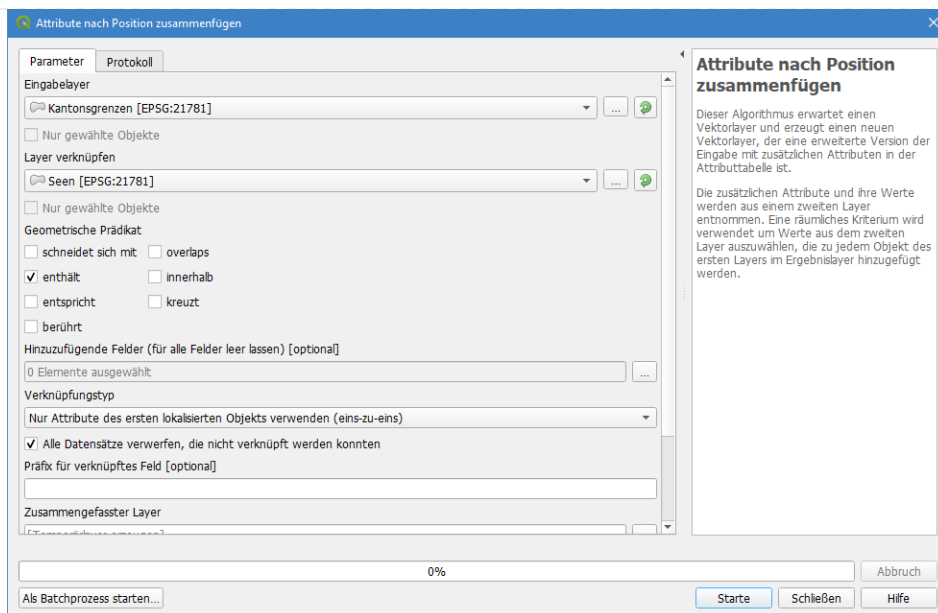 Attribute nach Position zusammenfügen
Parameter
Protokoll
Eingabelayer
Kantonsgrenzen [EPSG:21781]
...
Nur gewählte Objekte
Layer verknüpfen
Seen [EPSG:21781]
...
Nur gewählte Objekte
Geometrische Prädikat
schneidet sich mit
overlaps
enthält
innerhalb
entspricht
kreuzt
berührt
Hinzuzufügende Felder (für alle Felder leer lassen) [optional]
0 Elemente ausgewählt
...
Verknüpfungstyp
Nur Attribute des ersten lokalisierten Objekts verwenden (eins-zu-eins)
Alle Datensätze verwerfen, die nicht verknüpft werden konnten
Präfix für verknüpftes Feld [optional]
Zusammengefasster Layer
Attribute nach Position
zusammenfügen
Dieser Algorithmus erwartet einen
Vektorlayer und erzeugt einen neuen
Vektorlayer, der eine erweiterte Version der
Eingabe mit zusätzlichen Attributen in der
Attributtabelle ist.
Die zusätzlichen Attribute und ihre Werte
werden aus einem zweiten Layer
entnommen. Eine räumliches Kriterium wird
verwendet um Werte aus dem zweiten
Layer auszuwählen, die zu jedem Objekt des
ersten Layers im Ergebnislayer hinzugefügt
werden.
0%
Abbruch
Als Batchprozess starten...
Starte
Schließen
Hilfe